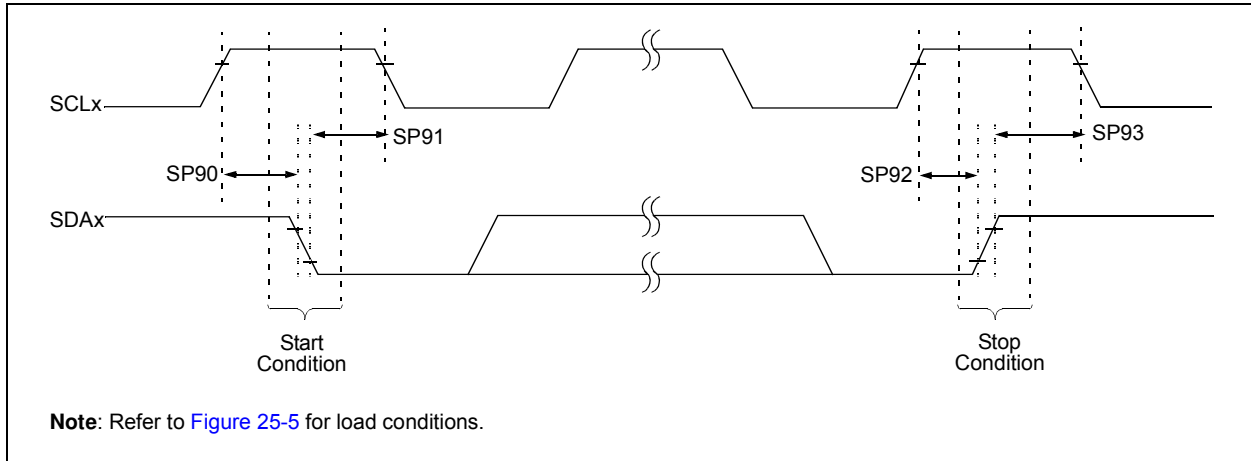 SCLx
SP91
SP93
SP90
SP92
SDAx
Start
Condition
Stop
Condition
Note: Refer to Figure 25-5 for load conditions.